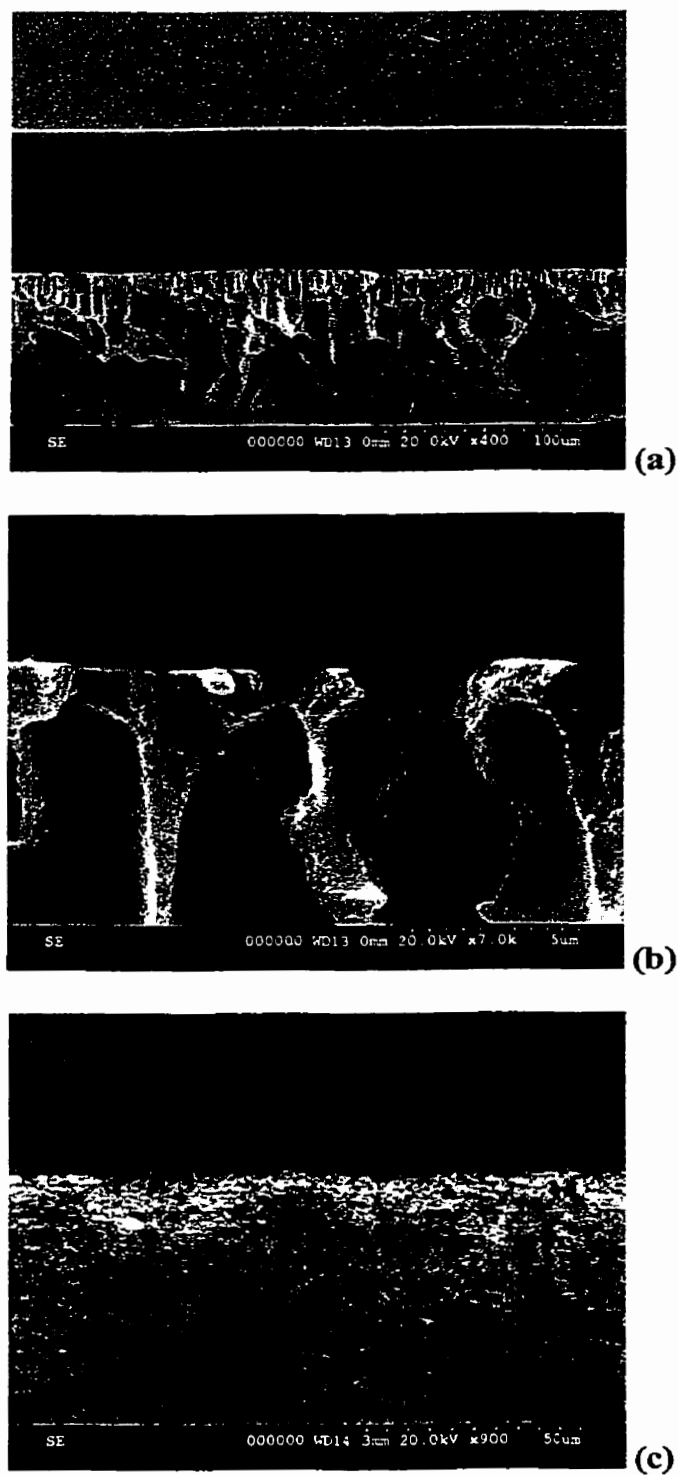 SE 000000 WD13 0mm 20.0kV x400 100um
(a)
SE 000000 WD13 0mm 20.0kV x7.0k 5um
(b)
SE 000000 WD14 3mm 20.0kV x900 50um
(c)